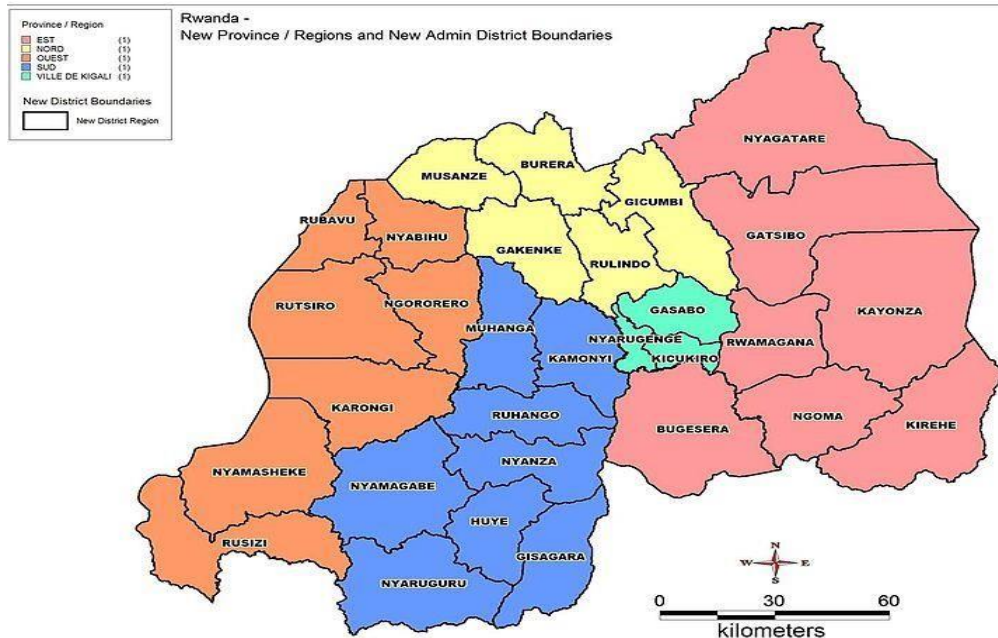 Province / Region
EST (1)
NORD (1)
OUEST (1)
SUD (1)
VILLE DE KIGALI (1)
New District Boundaries
New District Region
Rwanda -
New Province / Regions and New Admin District Boundaries
NYAGATARE
BURERA
MUSANZE
GICUMBI
RUBAVU
NYABIHU
GATSIBO
GAKENKE
RULINDO
RUTSIRO
NGORORERO
GASABO
KAYONZA
MUHANGA
NYARUGENGE
RWAMAGANA
KAMONYI
KICUKIRO
KARONGI
RUHANGO
NGOMA
BUGESERA
KIREHE
NYANZA
NYAMASHEKE
NYAMAGABE
HUYE
RUSIZI
GISAGARA
NYARUGURU
N
W E
S
0 30 60
kilometers